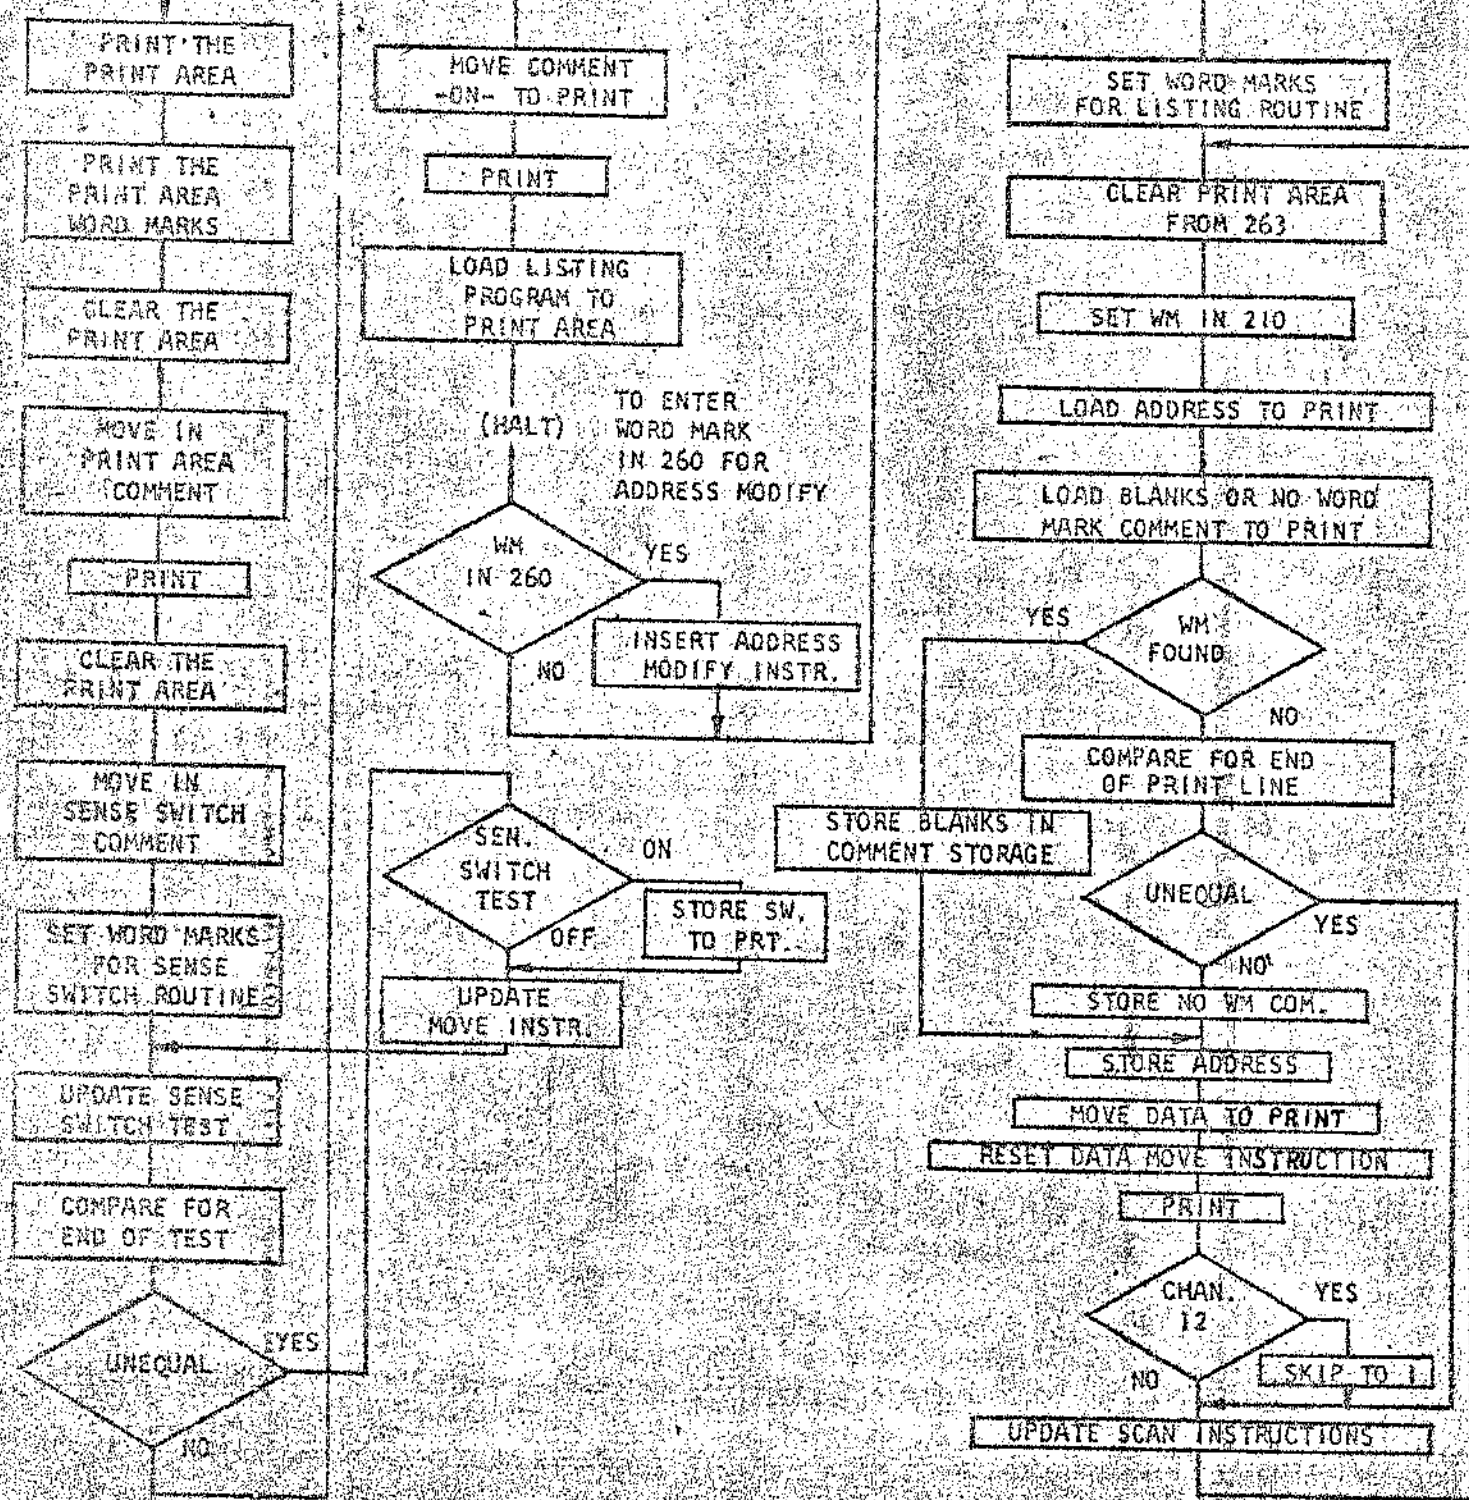 PRINT THE
PRINT AREA
PRINT THE
PRINT AREA
WORD MARKS
CLEAR THE
PRINT AREA
MOVE IN
PRINT AREA
COMMENT
PRINT
CLEAR THE
PRINT AREA
MOVE IN
SENSE SWITCH
COMMENT
SET WORD MARKS
FOR SENSE
SWITCH ROUTINE
UPDATE SENSE
SWITCH TEST
COMPARE FOR
END OF TEST
UNEQUAL
YES
NO
MOVE COMMENT
-ON- TO PRINT
PRINT
LOAD LISTING
PROGRAM TO
PRINT AREA
(HALT)
TO ENTER
WORD MARK
IN 260 FOR
ADDRESS MODIFY
WM
IN 260
YES
NO
INSERT ADDRESS
MODIFY INSTR.
SEN.
SWITCH
TEST
ON
OFF
STORE SW.
TO PRT.
UPDATE
MOVE INSTR.
SET WORD MARKS
FOR LISTING ROUTINE
CLEAR PRINT AREA
FROM 263
SET WM IN 210
LOAD ADDRESS TO PRINT
LOAD BLANKS OR NO WORD
MARK COMMENT TO PRINT
WM
FOUND
YES
NO
COMPARE FOR END
OF PRINT LINE
STORE BLANKS IN
COMMENT STORAGE
UNEQUAL
YES
NO
STORE NO WM COM.
STORE ADDRESS
MOVE DATA TO PRINT
RESET DATA MOVE INSTRUCTION
PRINT
CHAN.
12
YES
NO
SKIP TO 1
UPDATE SCAN INSTRUCTIONS